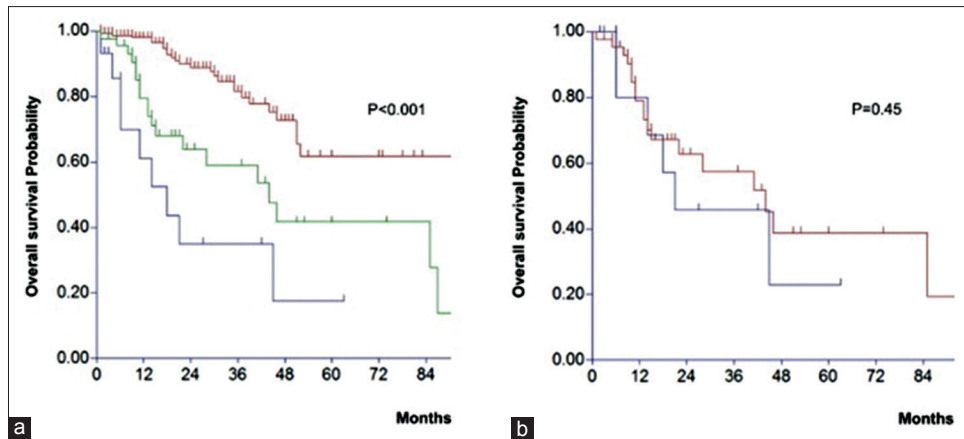 1.00
0.80
0.60
0.40
0.20
0.00
Overall survival Probability
P<0.001
0 12 24 36 48 60 72 84
Months
a
1.00
0.80
0.60
0.40
0.20
0.00
Overall survival Probability
P=0.45
0 12 24 36 48 60 72 84
Months
b